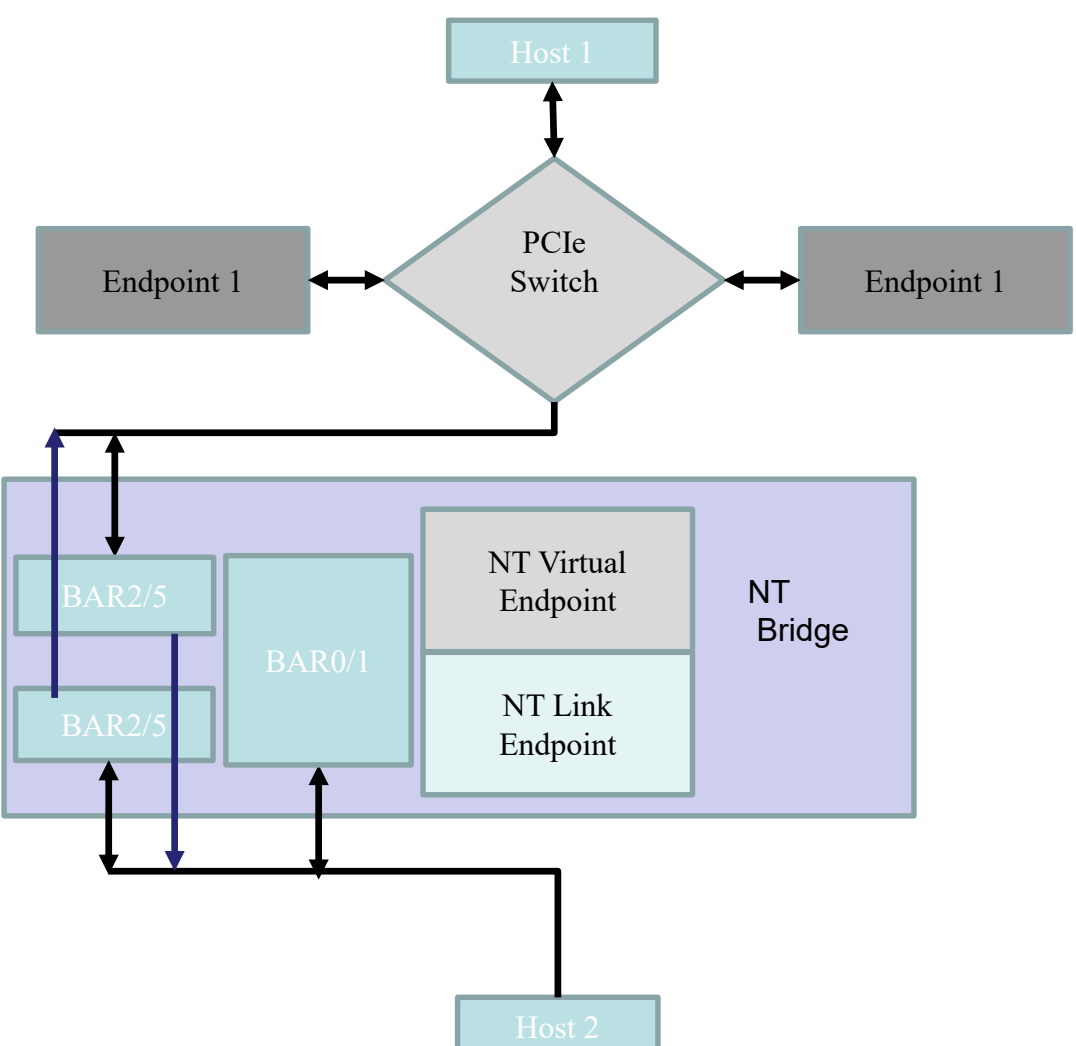 Host 1
PCIe
Switch
Endpoint 1
Endpoint 1
BAR2/5
BAR2/5
BAR0/1
NT Virtual
Endpoint
NT Link
Endpoint
NT
Bridge
Host 2